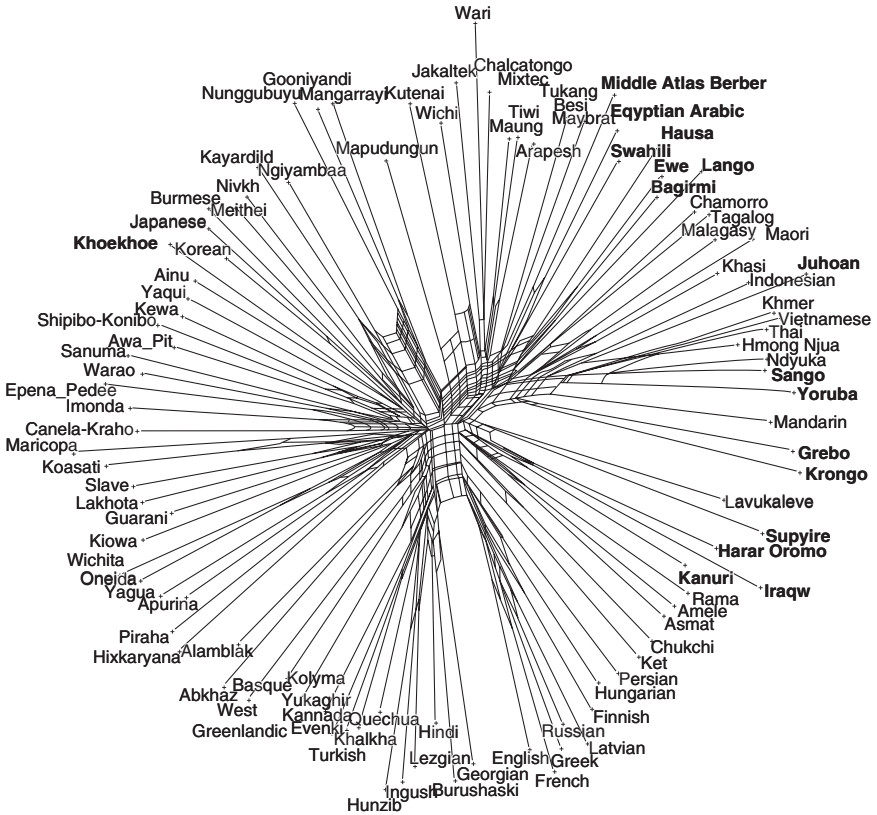 Wari
Jakaltek
Chalcatongo
Mixtec
Gooniyandi
Nunggubuyu
Mangarrayi
Kutenai
Wichi
Tukang
Besi
Maybrat
Tiwi
Maung
Arapesh
Middle Atlas Berber
Eqyptian Arabic
Hausa
Swahili
Ewe
Lango
Bagirmi
Mapudungun
Kayardild
Ngiyambaa
Nivkh
Burmese
Meithei
Japanese
Khoekhoe
Korean
Chamorro
Tagalog
Malagasy
Maori
Ainu
Khasi
Juhoan
Indonesian
Yaqui
Kewa
Khmer
Shipibo-Konibo
Vietnamese
Thai
Awa_Pit
Hmong Njua
Sanuma
Ndyuka
Warao
Sango
Epena_Pedee
Yoruba
Imonda
Canela-Kraho
Mandarin
Maricopa
Grebo
Koasati
Krongo
Slave
Lakhota
Lavukaleve
Guarani
Kiowa
Supyire
Harar Oromo
Wichita
Oneida
Kanuri
Yagua
Iraqw
Apurina
Rama
Amele
Asmat
Piraha
Hixkaryana
Alamblak
Chukchi
Ket
Persian
Hungarian
Abkhaz
Basque
Kolyma
Yukaghir
West
Greenlandic
Kannada
Evenki
Quechua
Khalkha
Turkish
Hindi
Finnish
Russian
Latvian
Lezgian
English
Greek
Georgian
French
Ingush
Burushaski
Hunzib